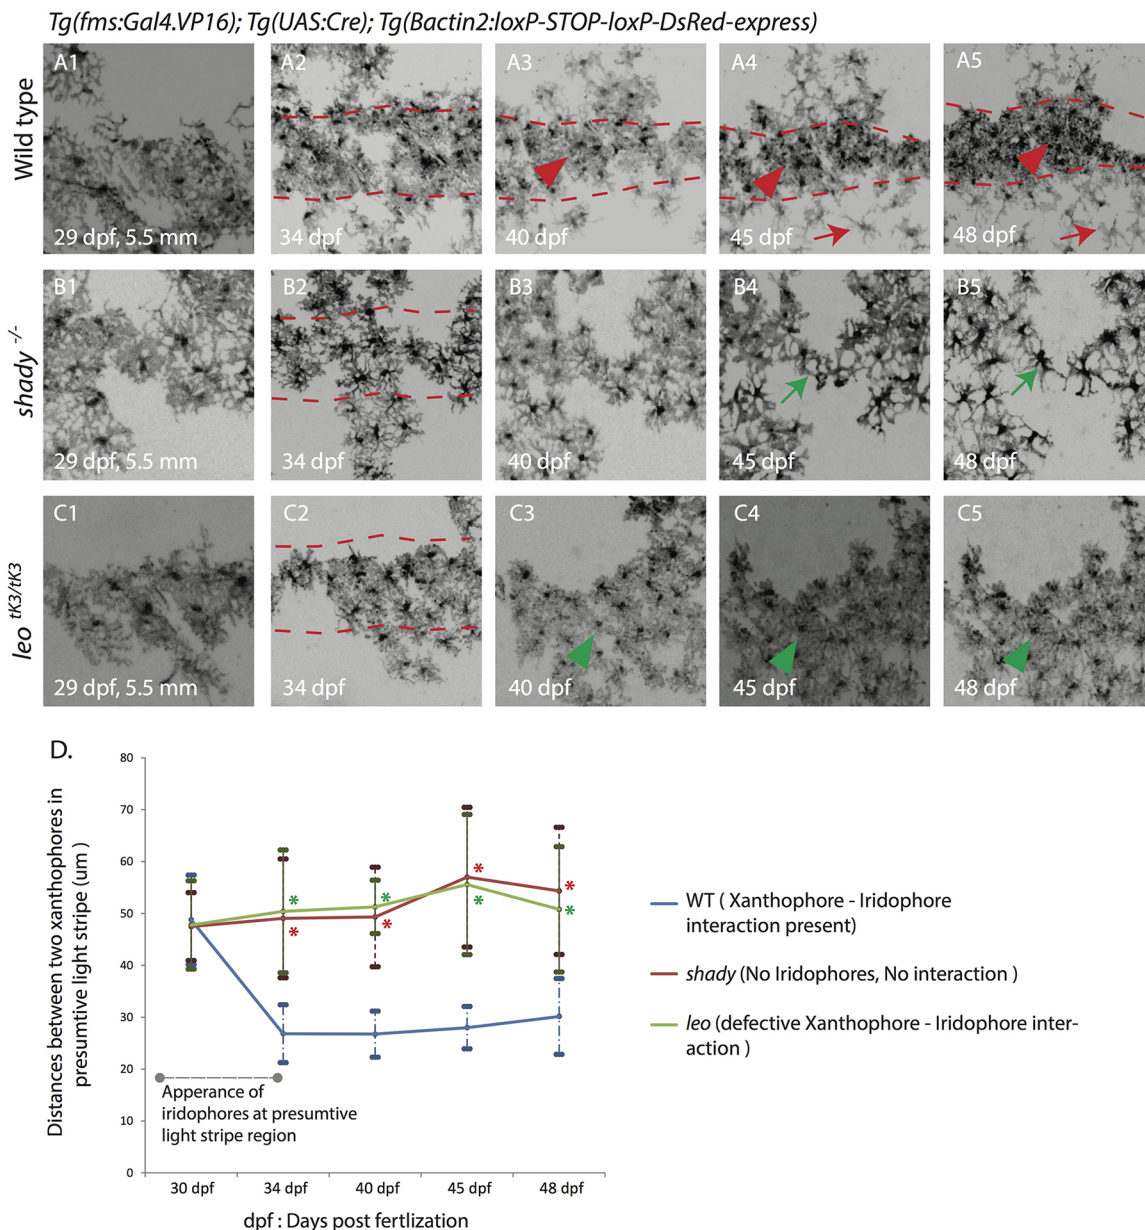 Tg(fms:Gal4.VP16); Tg(UAS:Cre); Tg(Bactin2:loxP-STOP-loxP-DsRed-express)
Wild type
A1
29 dpf, 5.5 mm
A2
34 dpf
A3
40 dpf
A4
45 dpf
A5
48 dpf
shady -/-
B1
29 dpf, 5.5 mm
B2
34 dpf
B3
40 dpf
B4
45 dpf
B5
48 dpf
leo tK3/tK3
C1
29 dpf, 5.5 mm
C2
34 dpf
C3
40 dpf
C4
45 dpf
C5
48 dpf
D.
Distances between two xanthophores in
presumtive light stripe (um )
80
70
60
50
40
30
20
10
0
* * * *
* * * *
Apperance of
iridophores at presumtive
light stripe region
30 dpf
34 dpf
40 dpf
45 dpf
48 dpf
dpf : Days post fertlization
WT ( Xanthophore - Iridophore
interaction present)
shady (No Iridophores, No interaction )
leo (defective Xanthophore - Iridophore inter-
action )